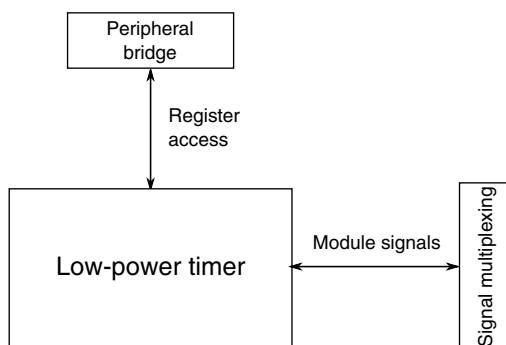 Peripheral
bridge
Register
access
Low-power timer
Module signals
Signal multiplexing